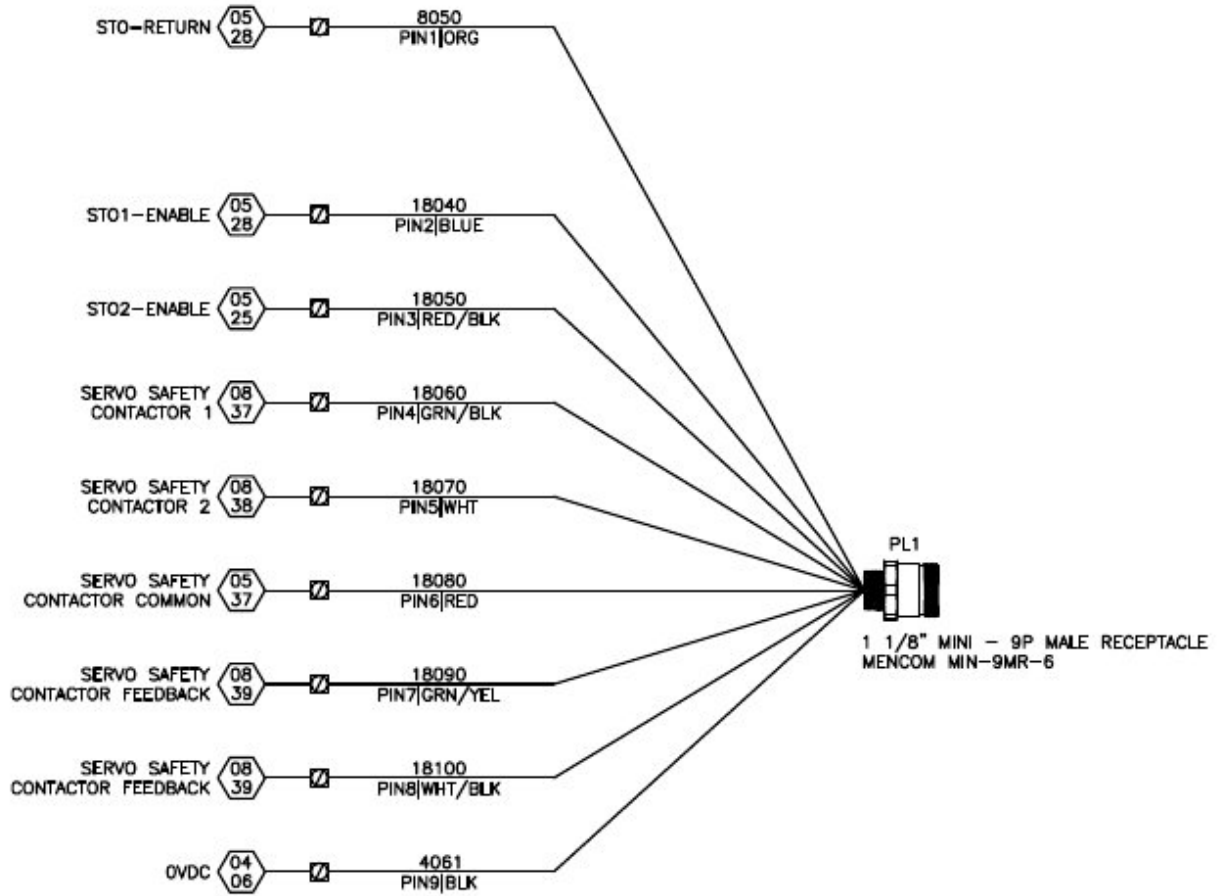 STO-RETURN 05 28 8050 PIN1|ORG
STO1-ENABLE 05 28 18040 PIN2|BLUE
STO2-ENABLE 05 25 18050 PIN3|RED/BLK
SERVO SAFETY
CONTACTOR 1 08 37 18060 PIN4|GRN/BLK
SERVO SAFETY
CONTACTOR 2 08 38 18070 PIN5|WHT
SERVO SAFETY
CONTACTOR COMMON 05 37 18080 PIN6|RED
SERVO SAFETY
CONTACTOR FEEDBACK 08 39 18090 PIN7|GRN/YEL
SERVO SAFETY
CONTACTOR FEEDBACK 08 39 18100 PIN8|WHT/BLK
0VDC 04 06 4061 PIN9|BLK
PL1
1 1/8" MINI - 9P MALE RECEPTACLE
MENCOM MIN-9MR-6